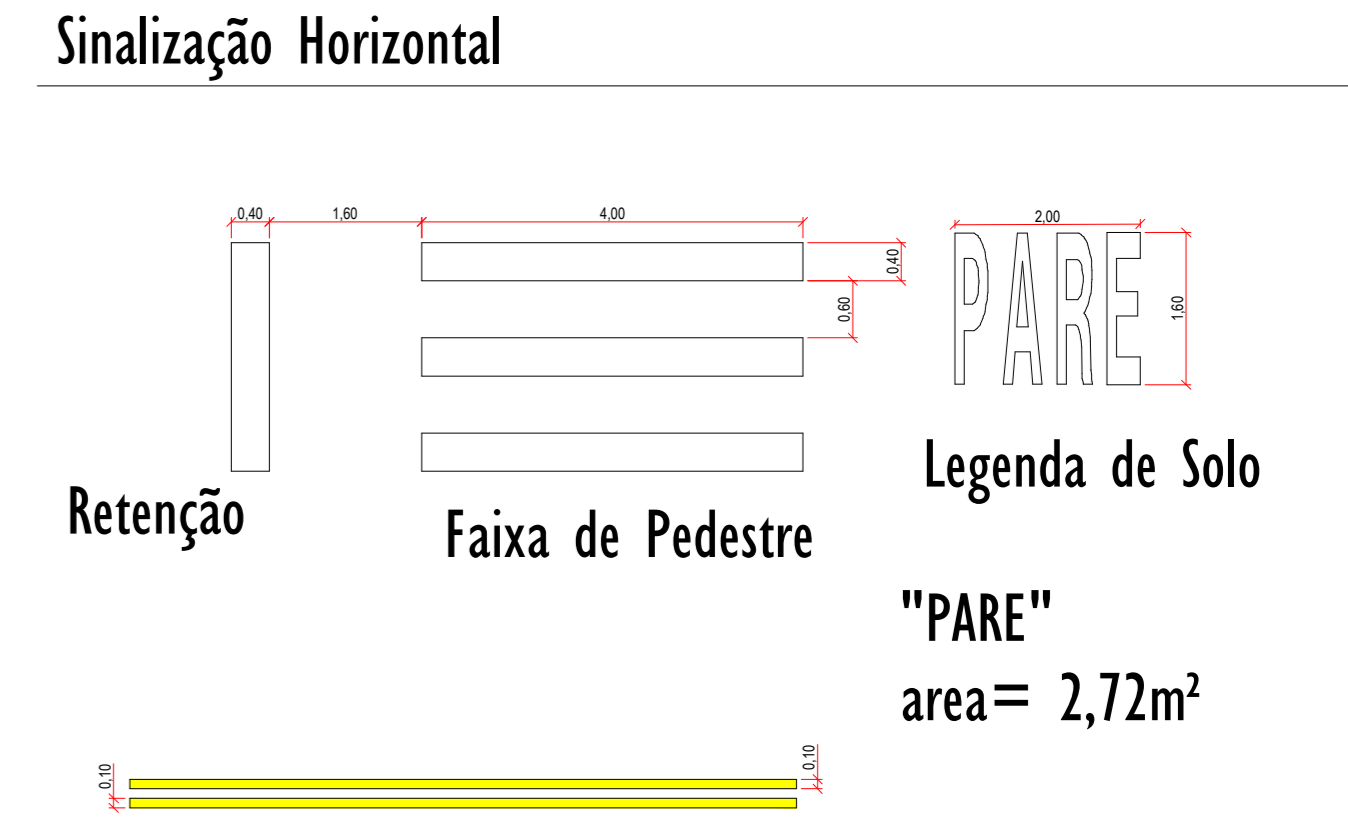 Sinalização Horizontal
0,40 1,60 4,00 2,00
0,40
0,60
1,60
PARE
Retenção
Faixa de Pedestre
Legenda de Solo
"PARE"
area= 2,72m²
0,10
0,10